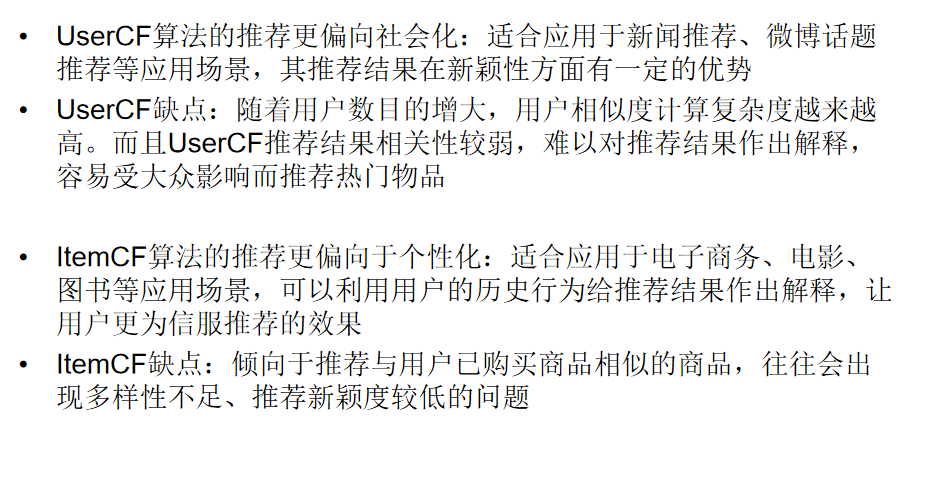 • UserCF算法的推荐更偏向社会化：适合应用于新闻推荐、微博话题
推荐等应用场景，其推荐结果在新颖性方面有一定的优势
• UserCF缺点：随着用户数目的增大，用户相似度计算复杂度越来越
高。而且UserCF推荐结果相关性较弱，难以对推荐结果作出解释，
容易受大众影响而推荐热门物品
• ItemCF算法的推荐更偏向于个性化：适合应用于电子商务、电影、
图书等应用场景，可以利用用户的历史行为给推荐结果作出解释，让
用户更为信服推荐的效果
• ItemCF缺点：倾向于推荐与用户已购买商品相似的商品，往往会出
现多样性不足、推荐新颖度较低的问题